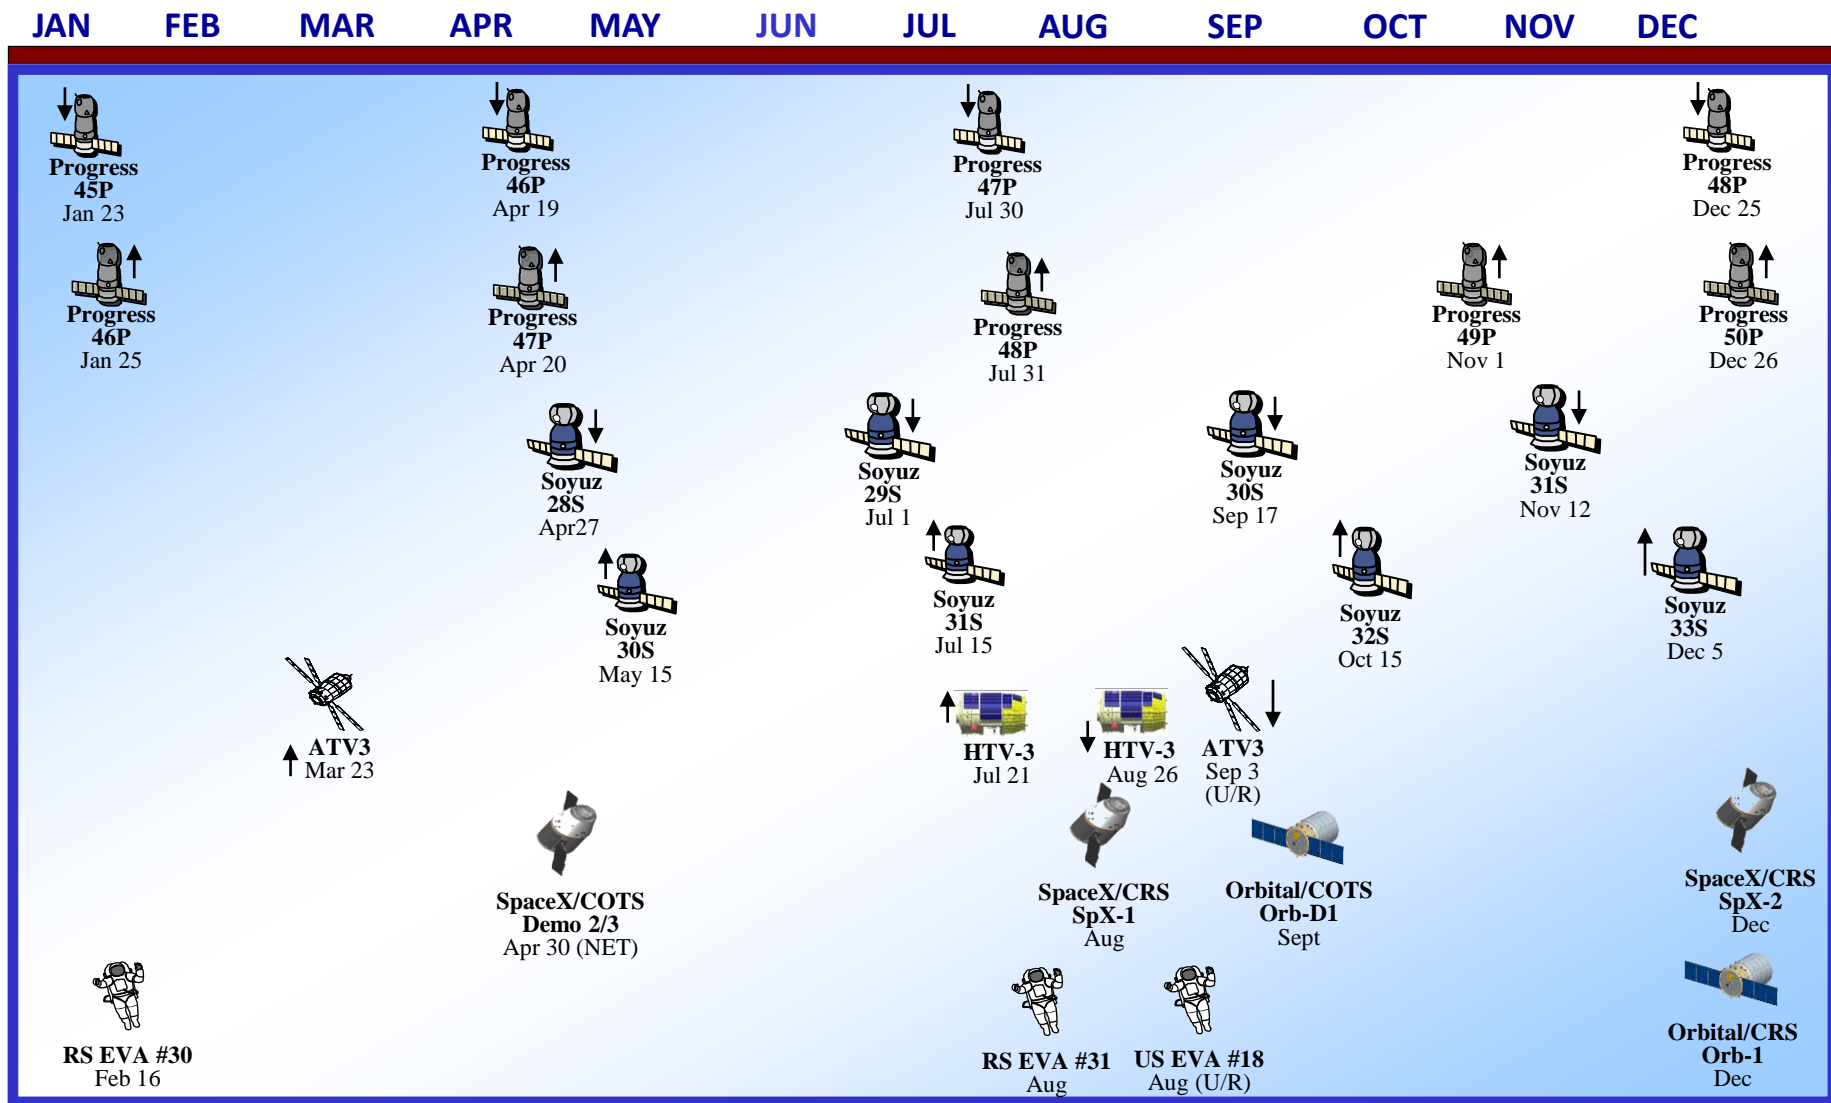 JAN FEB MAR APR MAY JUN JUL AUG SEP OCT NOV DEC
Progress
45P
Jan 23
Progress
46P
Apr 19
Progress
47P
Jul 30
Progress
48P
Dec 25
Progress
46P
Jan 25
Progress
47P
Apr 20
Progress
48P
Jul 31
Progress
49P
Nov 1
Progress
50P
Dec 26
Soyuz
28S
Apr27
Soyuz
29S
Jul 1
Soyuz
30S
Sep 17
Soyuz
31S
Nov 12
Soyuz
30S
May 15
Soyuz
31S
Jul 15
Soyuz
32S
Oct 15
Soyuz
33S
Dec 5
ATV3
Mar 23
HTV-3
Jul 21
HTV-3
Aug 26
ATV3
Sep 3
(U/R)
SpaceX/COTS
Demo 2/3
Apr 30 (NET)
SpaceX/CRS
SpX-1
Aug
Orbital/COTS
Orb-D1
Sept
SpaceX/CRS
SpX-2
Dec
RS EVA #30
Feb 16
RS EVA #31
Aug
US EVA #18
Aug (U/R)
Orbital/CRS
Orb-1
Dec